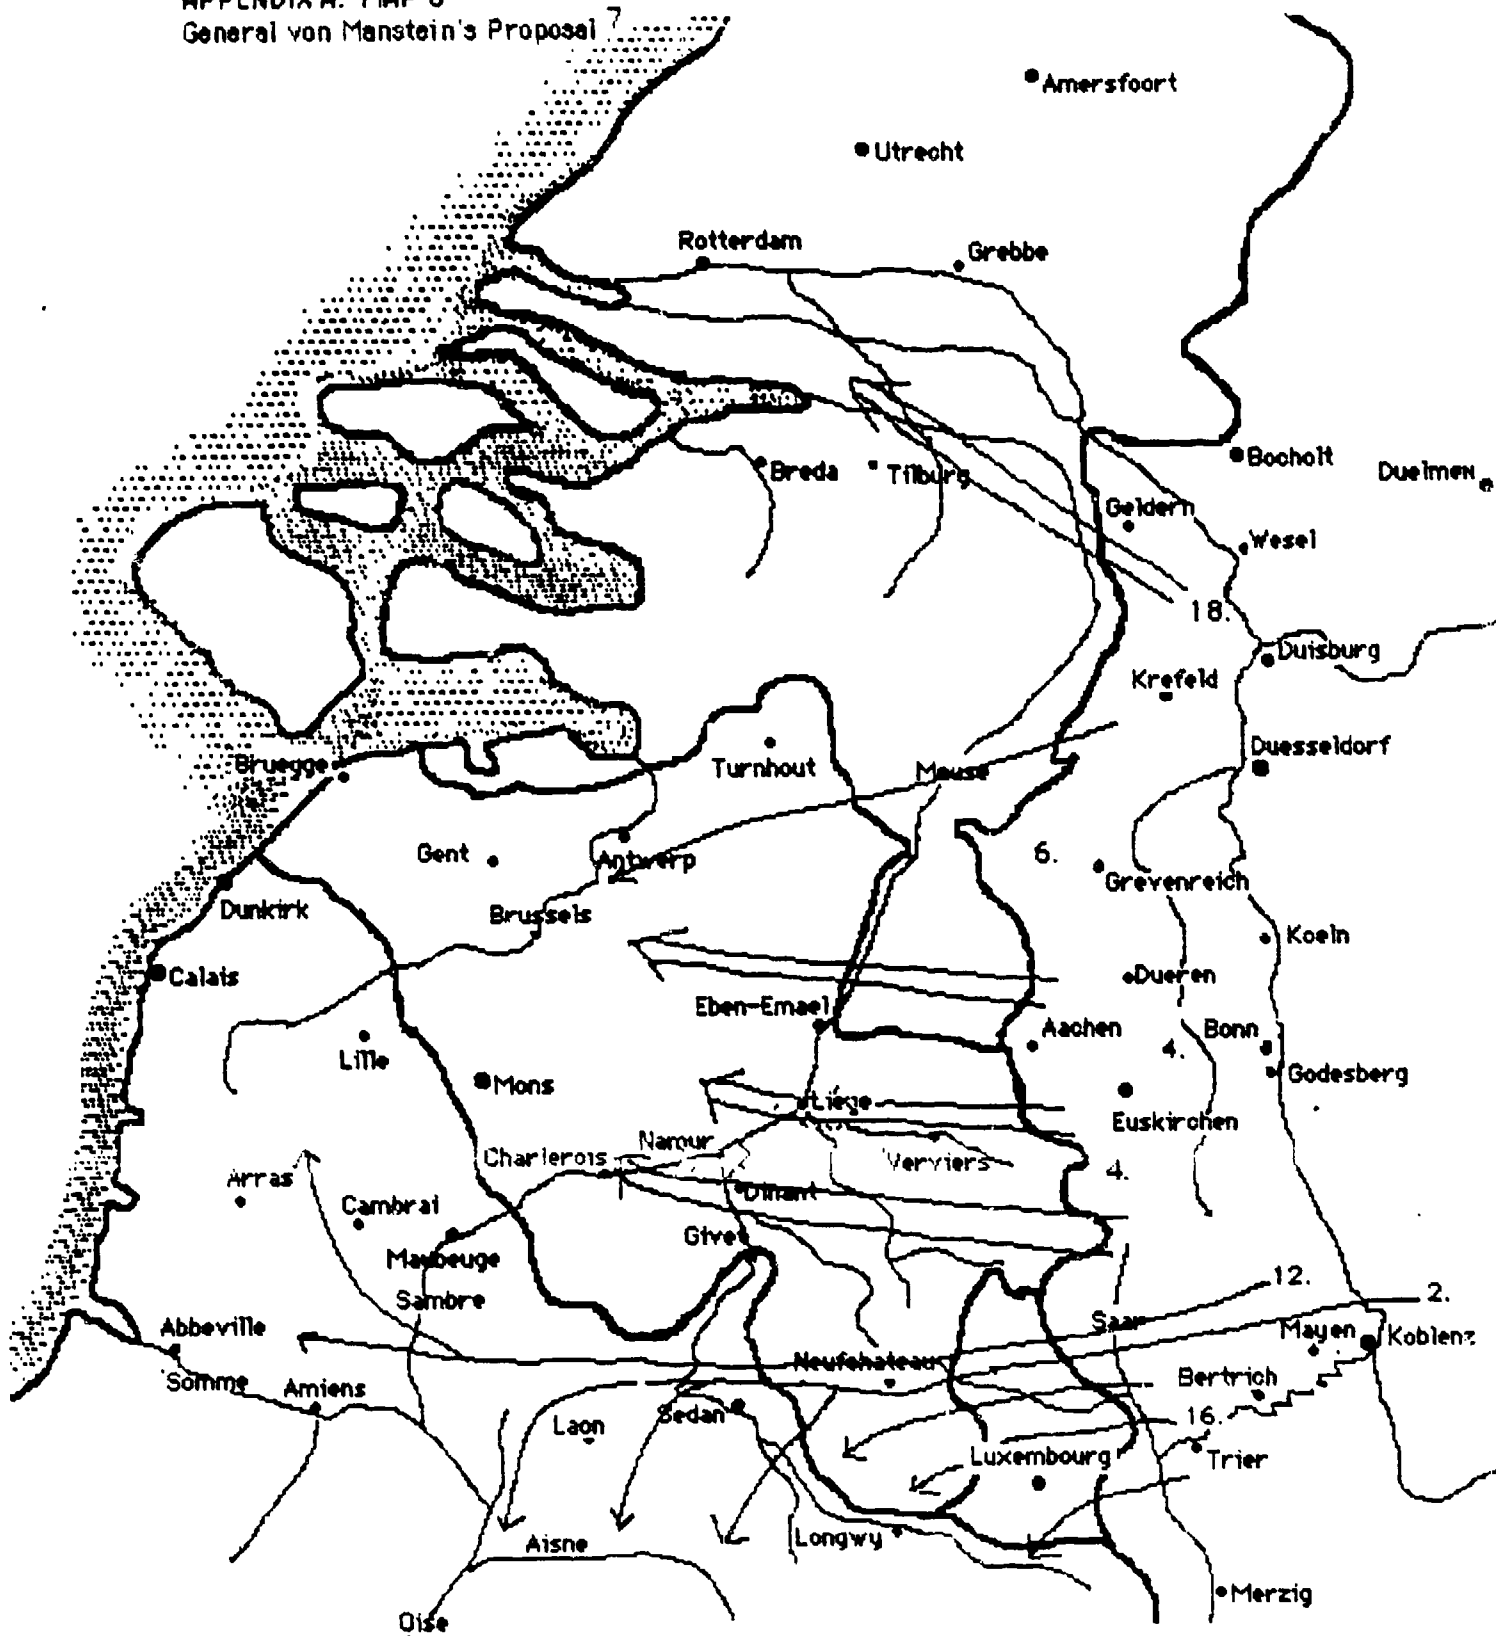 APPENDIX A: MAP
General von Manstein's Proposal 7
Amersfoort
Utrecht
Rotterdam
Grebbe
Breda
Tilburg
Bocholt
Duelmen
Geldern
Wesel
18.
Duisburg
Krefeld
Duesseldorf
Bruegge
Turnhout
Meuse
Gent
Antwerp
6.
Grevenreich
Dunkirk
Brussels
Koeln
Calais
Dueren
Eben-Emael
Aachen
Bonn
4.
Lille
Mons
Liege
Godesberg
Euskirchen
Namur
Charlerois
Verviers
4.
Arras
Dinant
Cambrai
Givet
Maubeuge
Sambre
12.
2.
Abbeville
Saar
Mayen
Koblenz
Neufchateau
Somme
Amiens
Bertrich
Laon
Sedan
16.
Luxembourg
Trier
Aisne
Longwy
Merzig
Oise